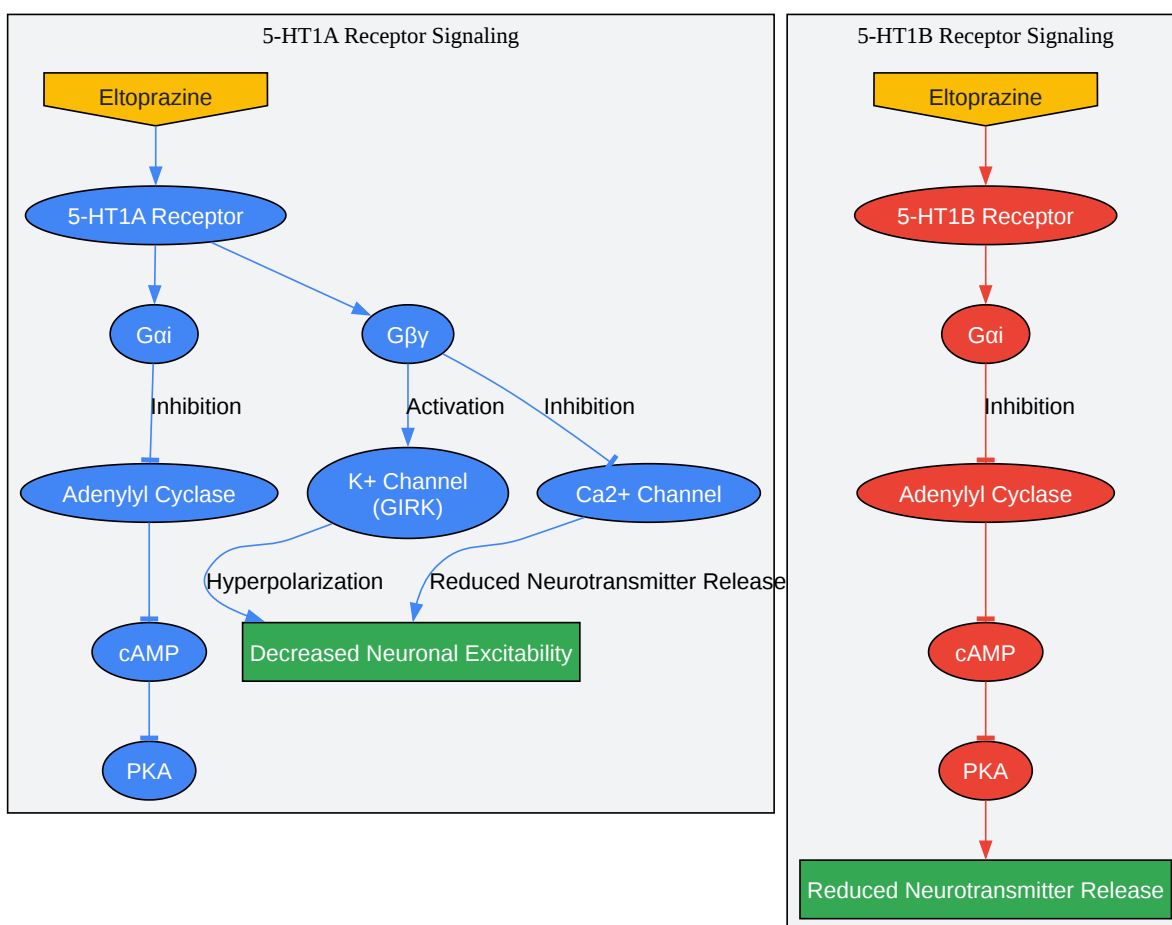 5-HT1A Receptor Signaling
Eltoprazine
5-HT1A Receptor
Gαi
Gβγ
Inhibition
Activation
Inhibition
Adenylyl Cyclase
K+ Channel
(GIRK)
Ca2+ Channel
Hyperpolarization
Reduced Neurotransmitter Release
cAMP
Decreased Neuronal Excitability
PKA
5-HT1B Receptor Signaling
Eltoprazine
5-HT1B Receptor
Gαi
Inhibition
Adenylyl Cyclase
cAMP
PKA
Reduced Neurotransmitter Release